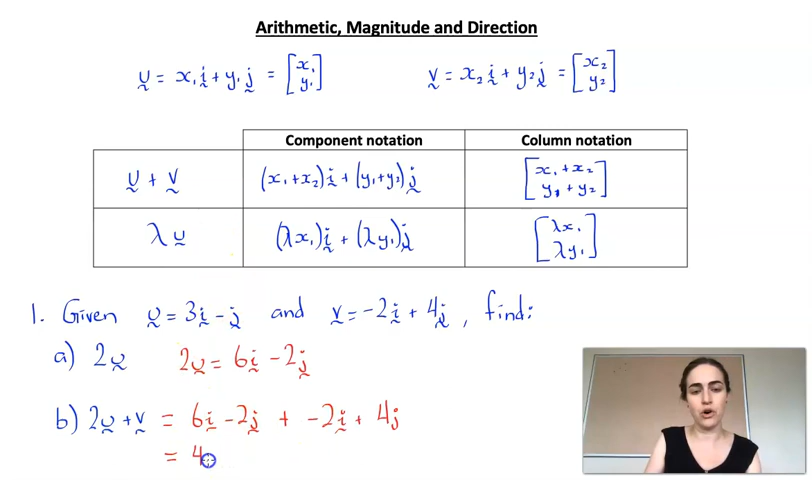 Arithmetic, Magnitude and Direction
u = x₁i + y₁j = [x₁ y₁] v = x₂i + y₂j = [x₂ y₂]
Component notation Column notation
u + v (x₁ + x₂)i + (y₁ + y₂)j [x₁ + x₂ y₁ + y₂]
λu (λx₁)i + (λy₁)j [λx₁ λy₁]
1. Given u = 3i - j and v = -2i + 4j, find:
a) 2u 2u = 6i - 2j
b) 2u + v = 6i - 2j + -2i + 4j
= 4